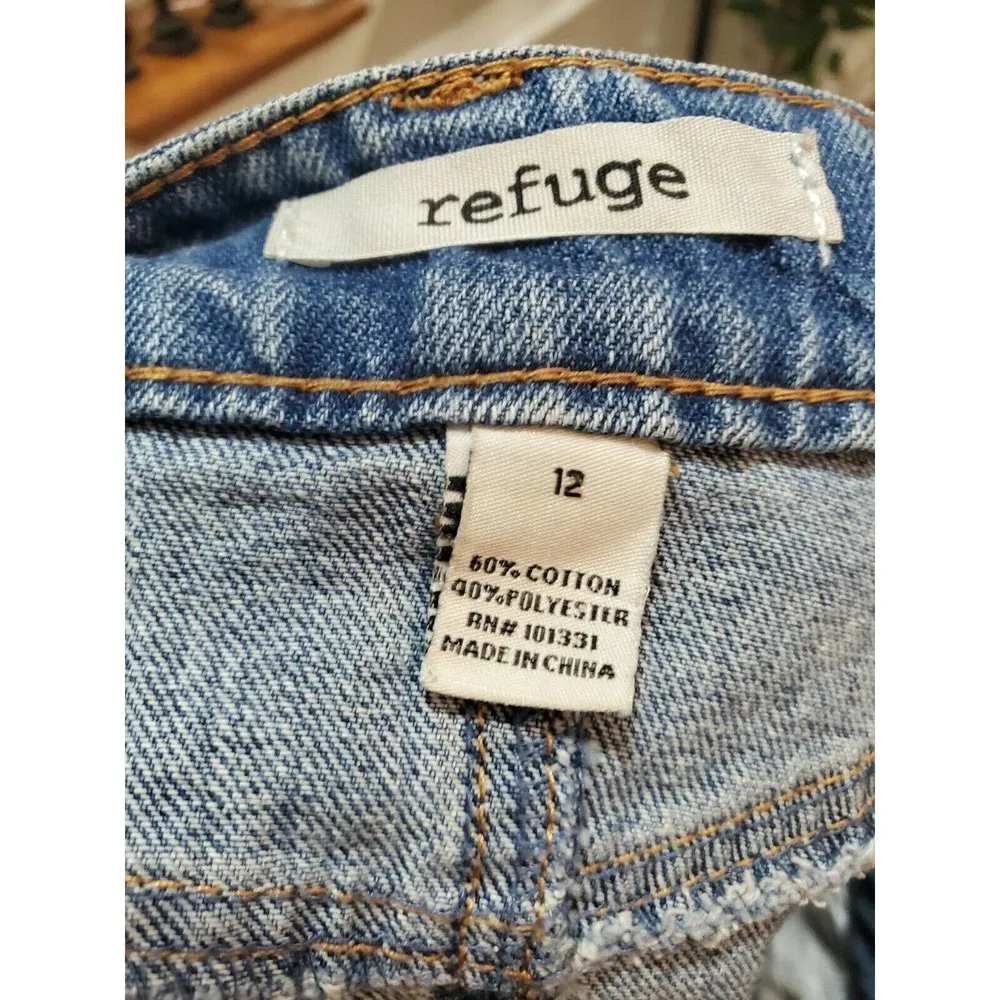 refuge
12
60% COTTON
40% POLYESTER
RN# 101331
MADE IN CHINA